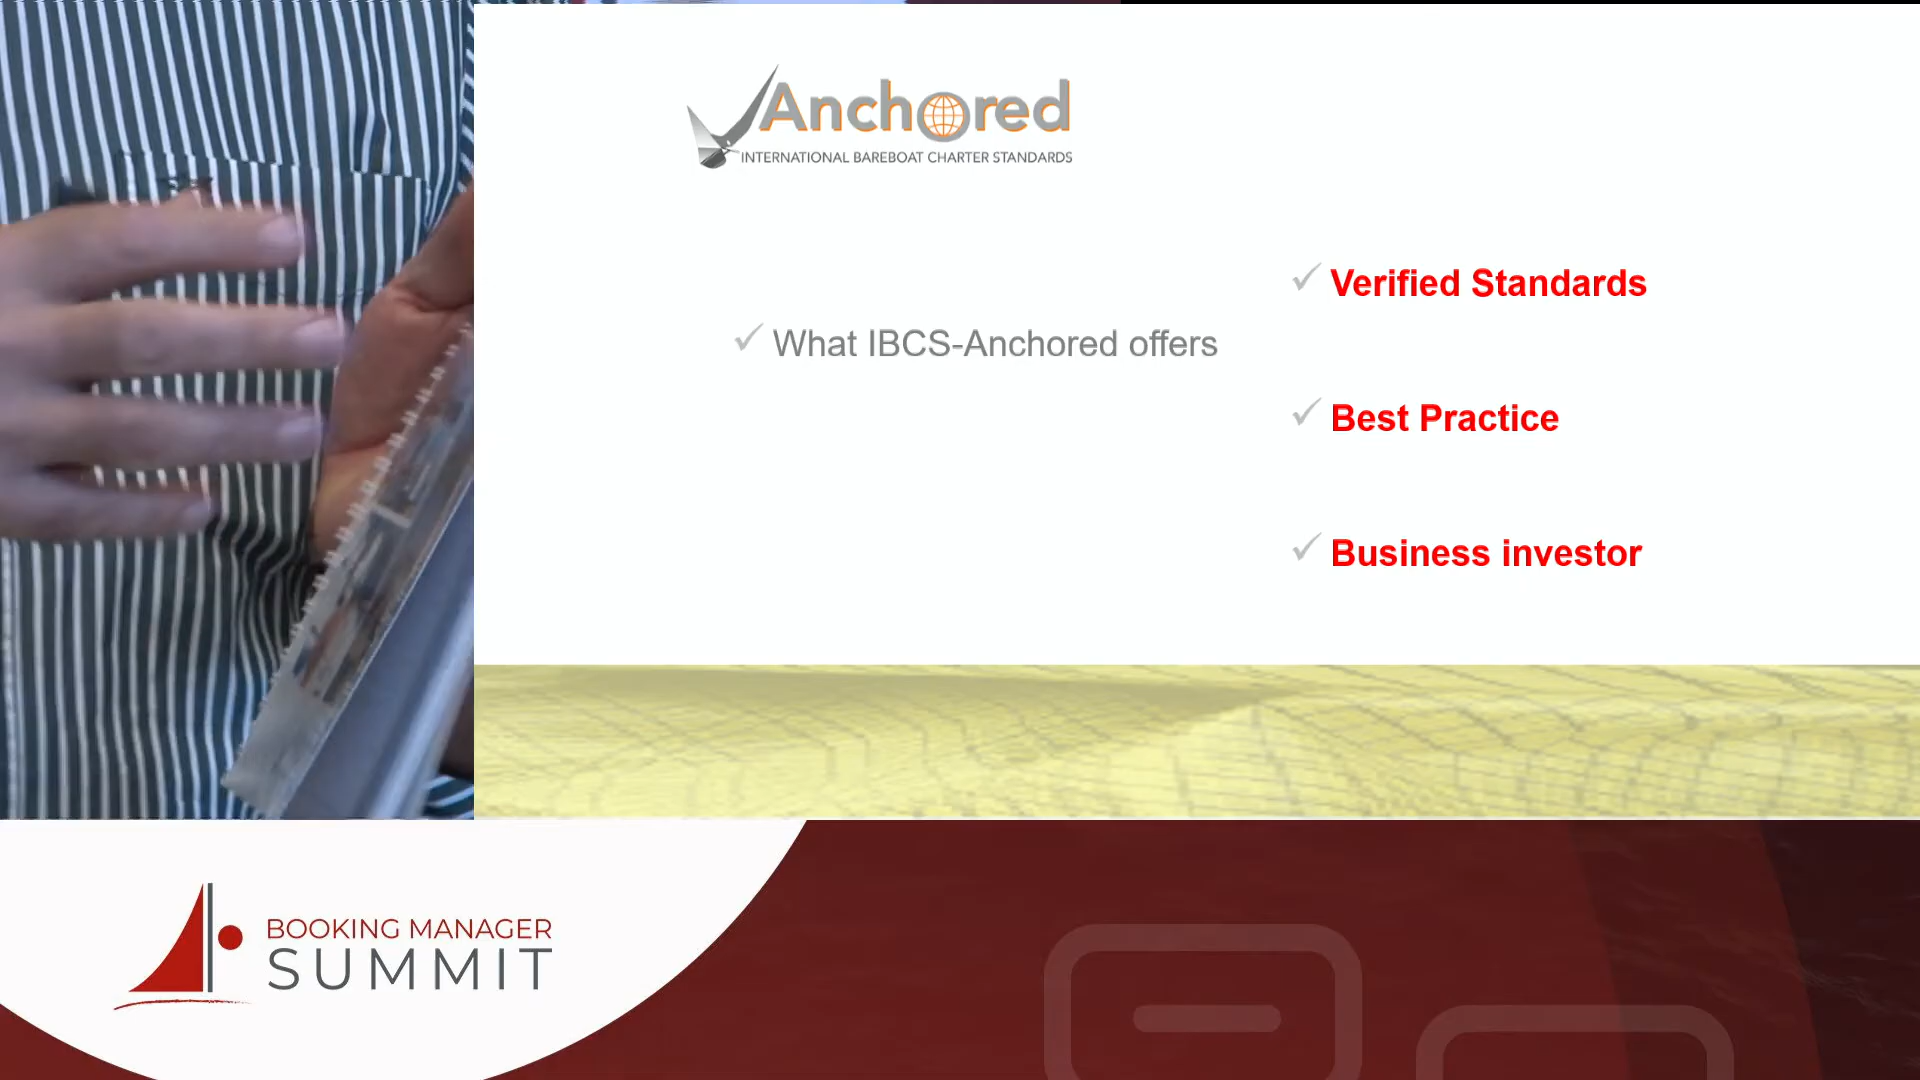 Anchored
INTERNATIONAL BAREBOAT CHARTER STANDARDS
What IBCS-Anchored offers
Verified Standards
Best Practice
Business investor
BOOKING MANAGER
SUMMIT